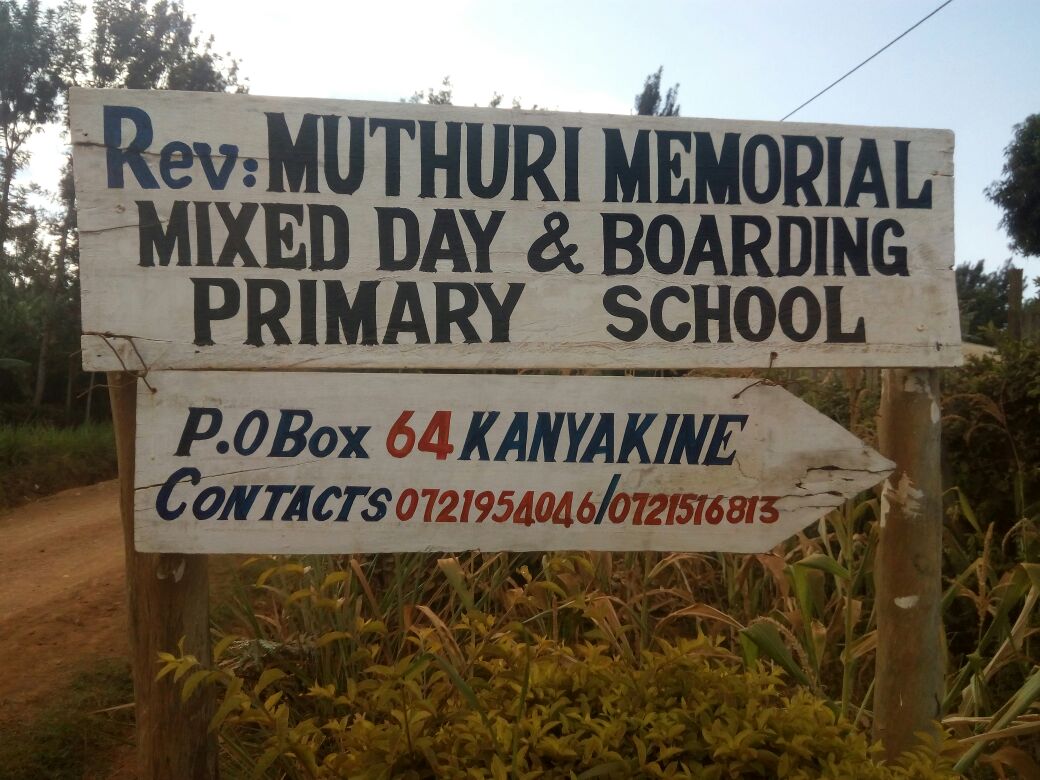 Rev: MUTHURI MEMORIAL
MIXED DAY & BOARDING
PRIMARY SCHOOL
P.O Box 64 KANYAKINE
CONTACTS 0721954046/0721516813